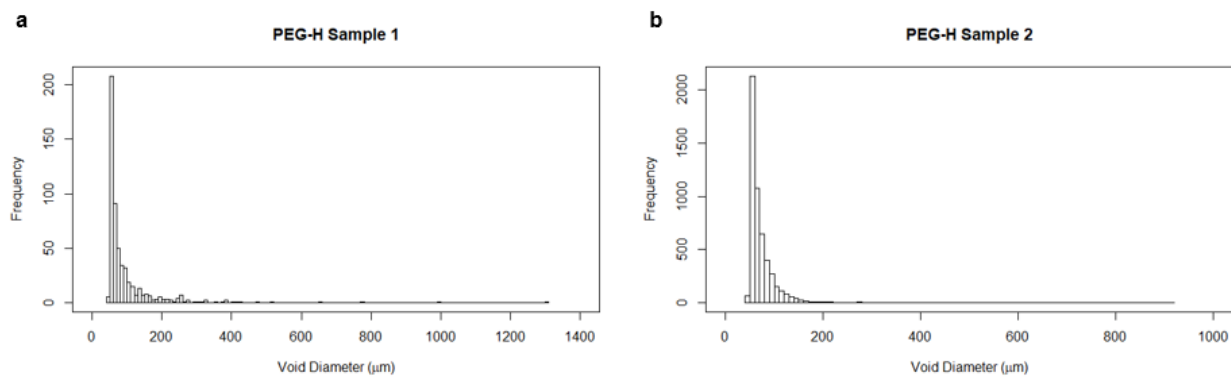 a
PEG-H Sample 1
Frequency
200
150
100
50
0
0 200 400 600 800 1000 1200 1400
Void Diameter (μm)
b
PEG-H Sample 2
Frequency
2000
1500
1000
500
0
0 200 400 600 800 1000
Void Diameter (μm)